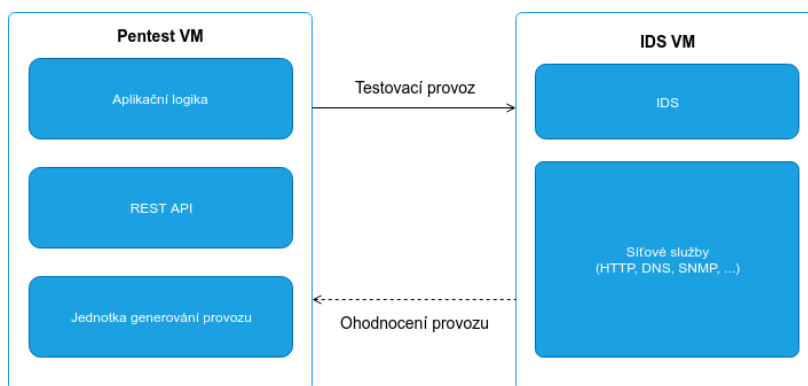 Pentest VM
Aplikační logika
REST API
Jednotka generování provozu
Testovací provoz
Ohodnocení provozu
IDS VM
IDS
Síťové služby
(HTTP, DNS, SNMP, ...)